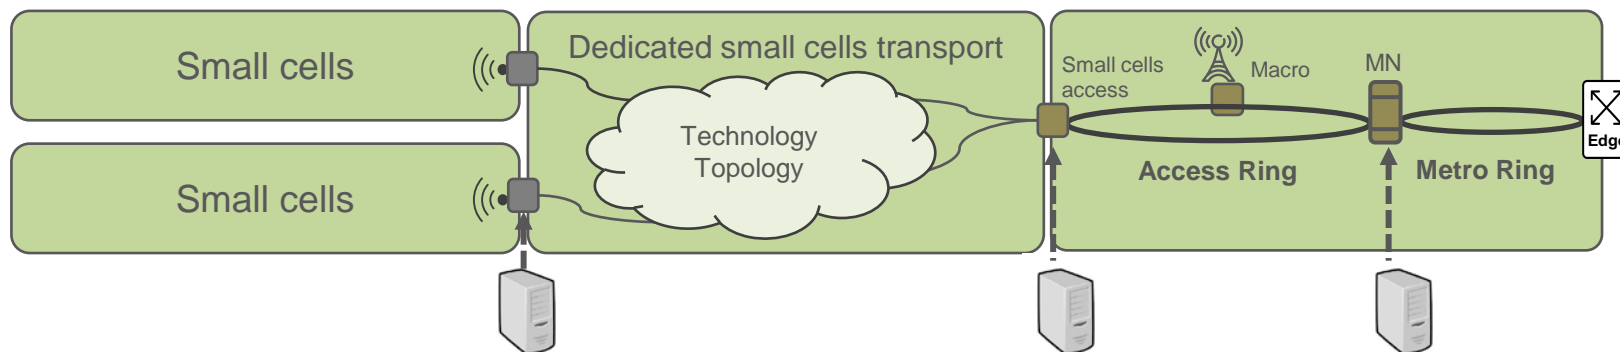 Small cells
Small cells
Dedicated small cells transport
Technology
Topology
Small cells
access
Macro
MN
Access Ring
Metro Ring
Edge